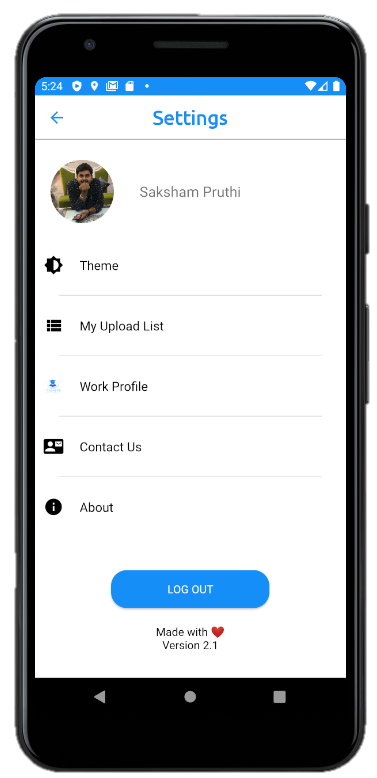 5:24
Settings
Saksham Pruthi
Theme
My Upload List
Work Profile
Contact Us
About
LOG OUT
Made with ❤️
Version 2.1